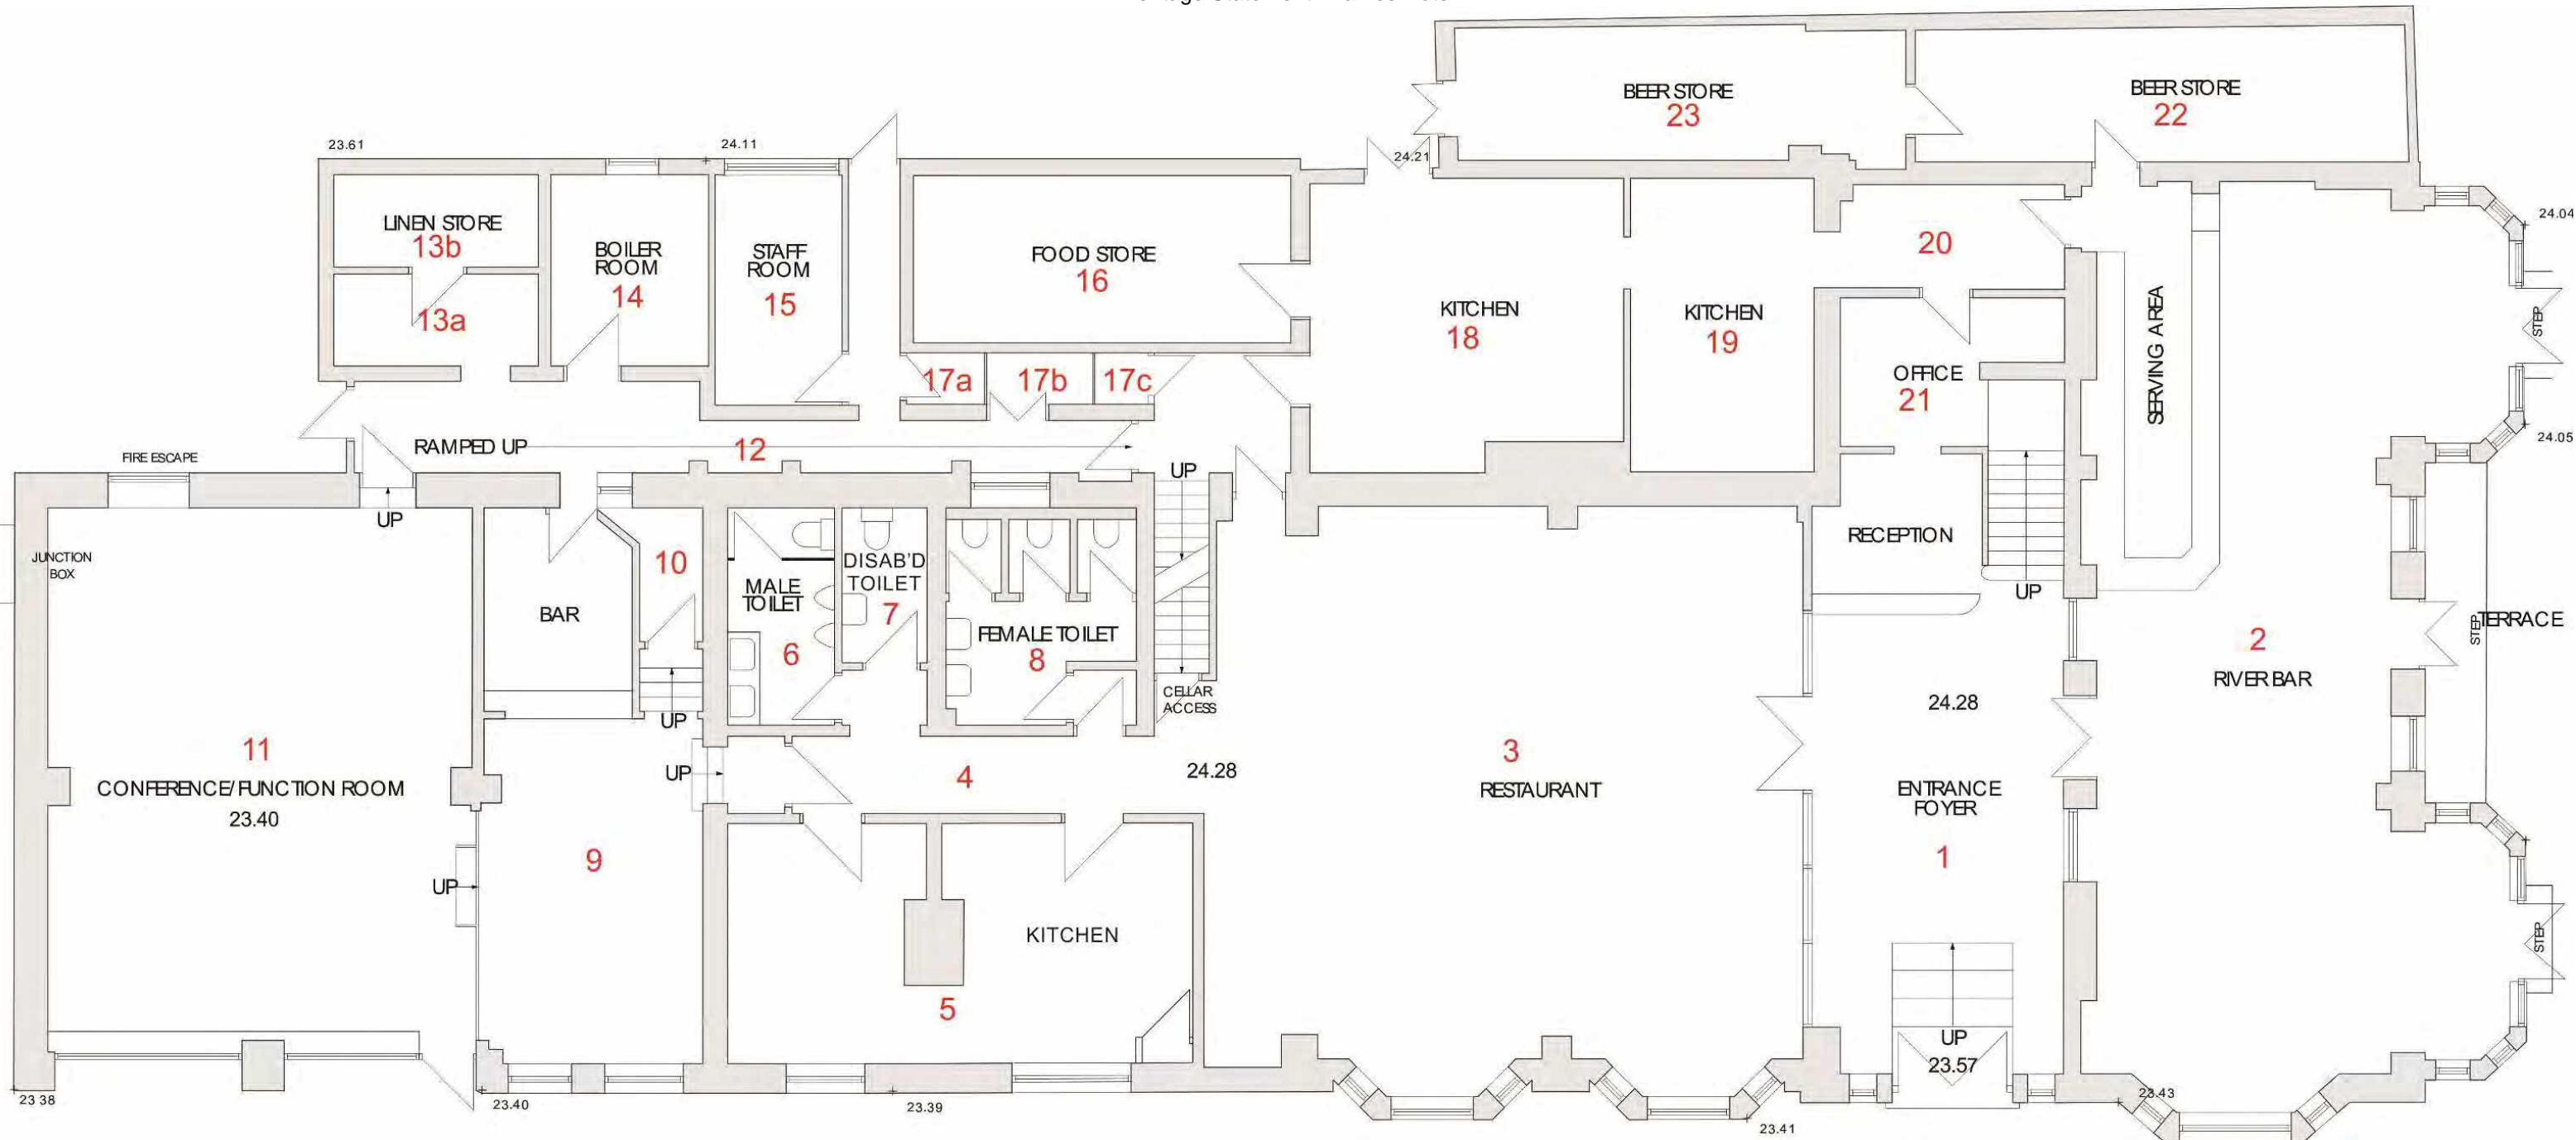 BEER STORE
23
BEER STORE
22
23.61
24.11
24.21
LINEN STORE
13b
13a
BOILER
ROOM
14
STAFF
ROOM
15
FOOD STORE
16
17a
17b
17c
KITCHEN
18
KITCHEN
19
20
OFFICE
21
SERVING AREA
24.04
STEP
24.05
FIRE ESCAPE
RAMPED UP
12
UP
UP
JUNCTION
BOX
BAR
10
UP
MALE
TOILET
6
DISAB'D
TOILET
7
FEMALE TOILET
8
CELLAR
ACCESS
RECEPTION
UP
2
RIVER BAR
STEP
TERRACE
11
CONFERENCE/FUNCTION ROOM
23.40
UP
9
UP
4
24.28
3
RESTAURANT
24.28
ENTRANCE
FOYER
1
KITCHEN
5
UP
23.57
STEP
23 38
23.40
23.39
23.41
23.43